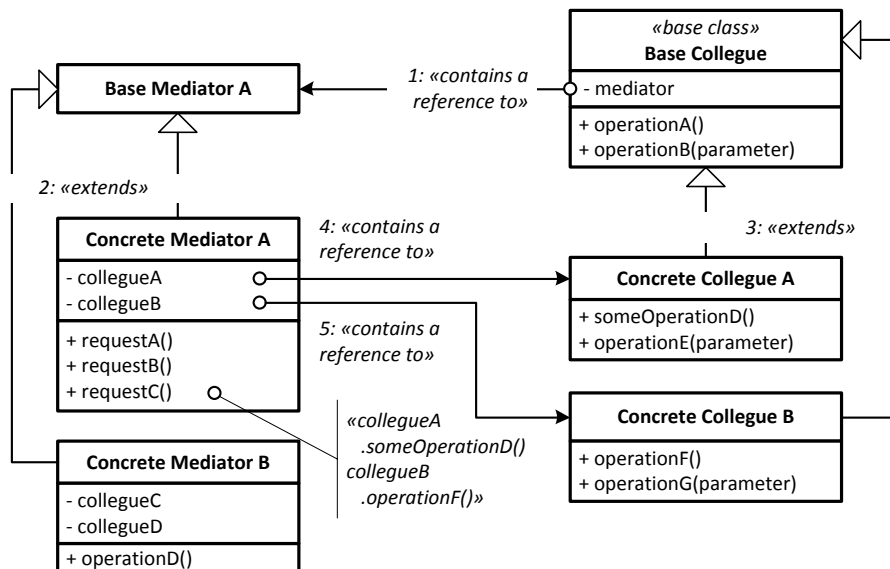 «base class»
Base Collegue
- mediator
+ operationA()
+ operationB(parameter)
Base Mediator A
1: «contains a
reference to»
2: «extends»
3: «extends»
Concrete Mediator A
- collegueA
- collegueB
+ requestA()
+ requestB()
+ requestC()
4: «contains a
reference to»
5: «contains a
reference to»
Concrete Collegue A
+ someOperationD()
+ operationE(parameter)
«collegueA
.someOperationD()
collegueB
.operationF()»
Concrete Collegue B
+ operationF()
+ operationG(parameter)
Concrete Mediator B
- collegueC
- collegueD
+ operationD()